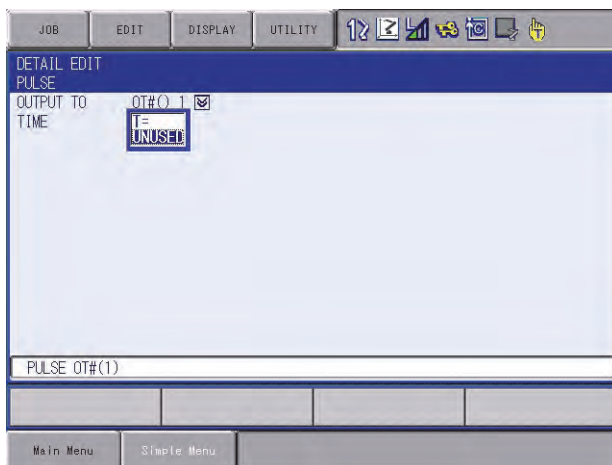 JOB EDIT DISPLAY UTILITY
DETAIL EDIT
PULSE
OUTPUT TO OT#() 1
TIME T=
UNUSED
PULSE OT#(1)
Main Menu Simple Menu